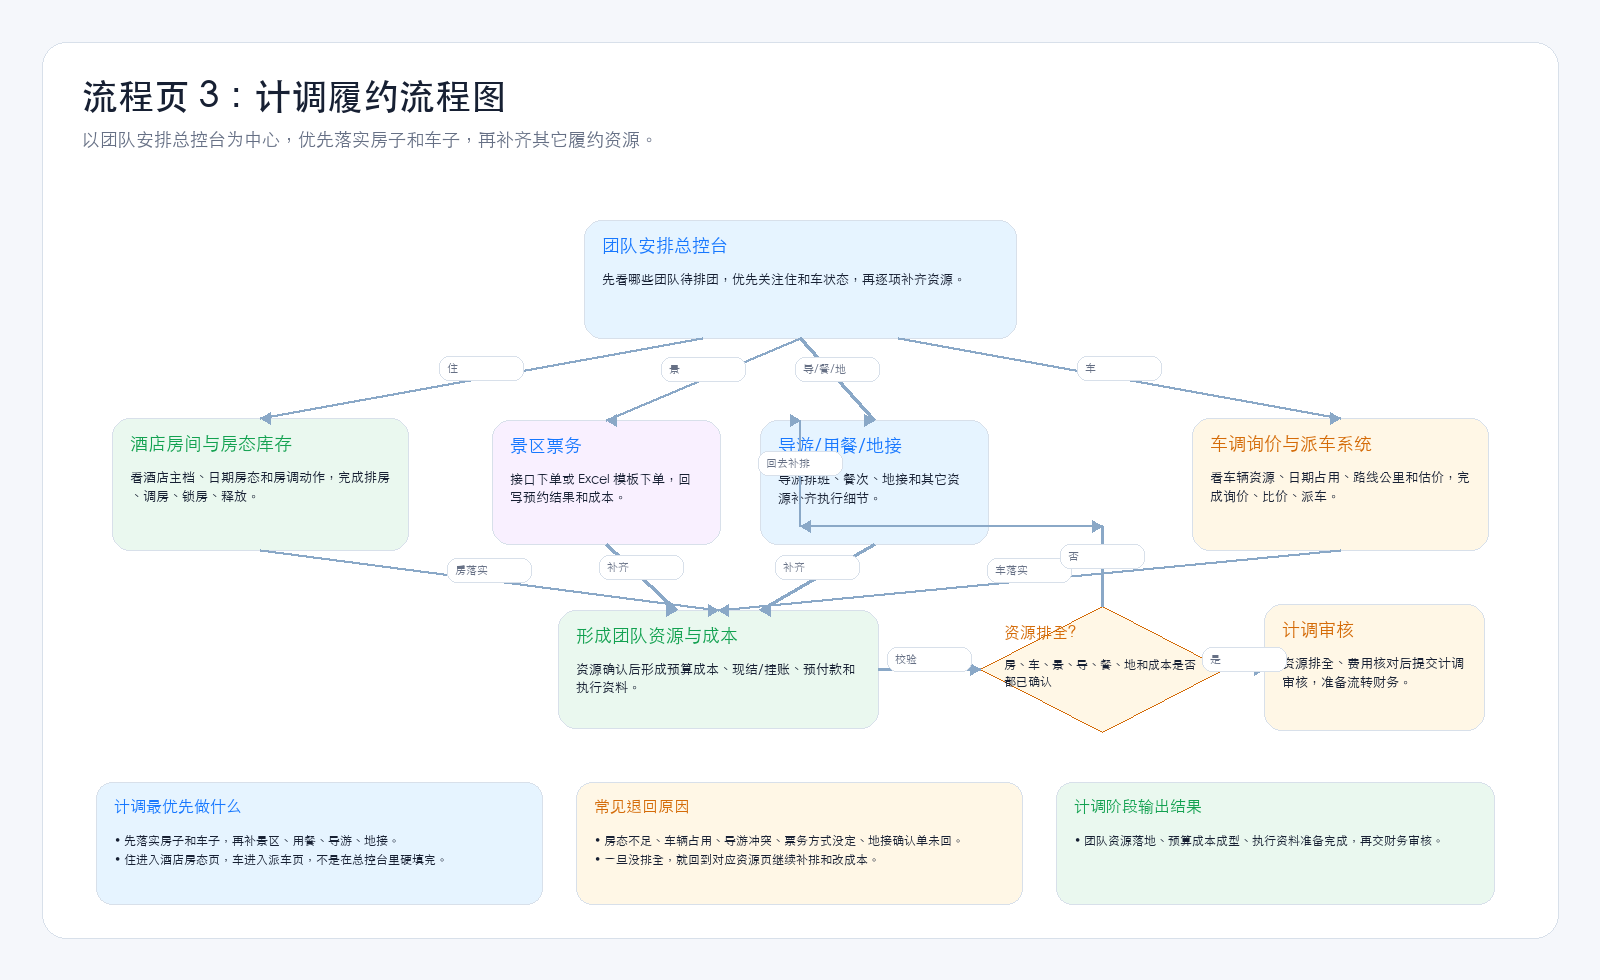 流程页 3：计调履约流程图
以团队安排总控台为中心，优先落实房子和车子，再补齐其它履约资源。
团队安排总控台
先看哪些团队待排团，优先关注住和车状态，再逐项补齐资源。
住
景
导/餐/地
车
酒店房间与房态库存
看酒店主档、日期房态和房调动作，完成排房
、调房、锁房、释放。
景区票务
接口下单或 Excel 模板下单，回
写预约结果和成本。
导游/用餐/地接
回去补排
导游排班、餐次、地接和其它资
源补齐执行细节。
车调询价与派车系统
看车辆资源、日期占用、路线公里和估价，完
成询价、比价、派车。
房落实
补齐
补齐
车落实
否
形成团队资源与成本
资源确认后形成预算成本、现结/挂账、预付款和
执行资料。
校验
资源排全?
房、车、景、导、餐、地和成本是否
都已确认
是
计调审核
资源排全、费用核对后提交计调
审核，准备流转财务。
计调最优先做什么
• 先落实房子和车子，再补景区、用餐、导游、地接。
• 住进入酒店房态页，车进入派车页，不是在总控台里硬填完。
常见退回原因
• 房态不足、车辆占用、导游冲突、票务方式没定、地接确认单未回。
• 一旦没排全，就回到对应资源页继续补排和改成本。
计调阶段输出结果
• 团队资源落地、预算成本成型、执行资料准备完成，再交财务审核。